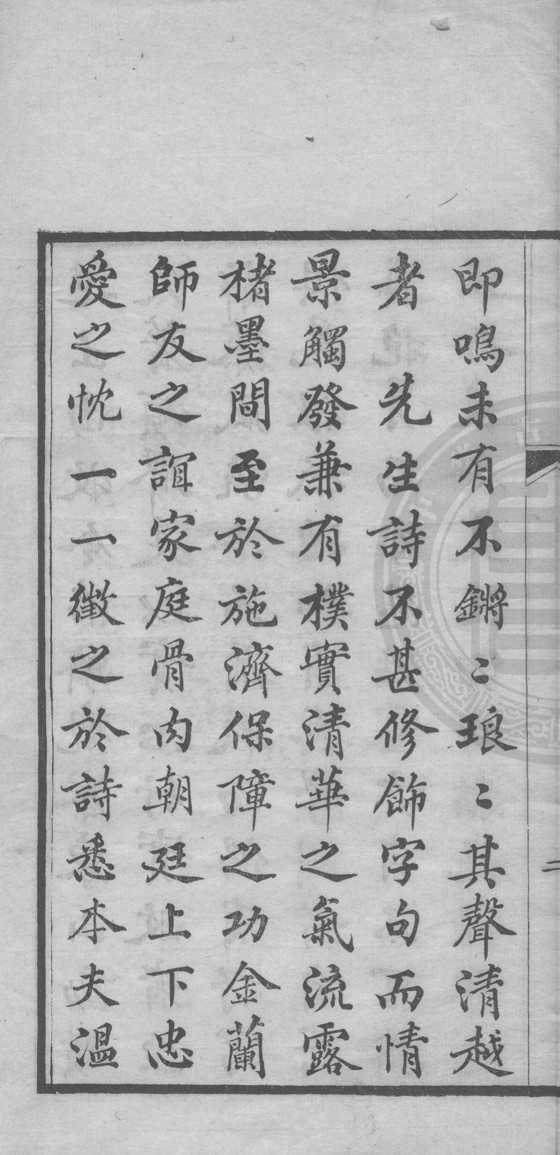 即鳴未有不鏘〻琅〻其聲清越
者　先生詩不甚修飾字句而情
景觸發兼有樸實清華之氣流露
楮墨間至於施濟保障之功金蘭
師友之誼家庭骨肉朝廷上下忠
愛之忱一一徵之於詩悉本夫溫